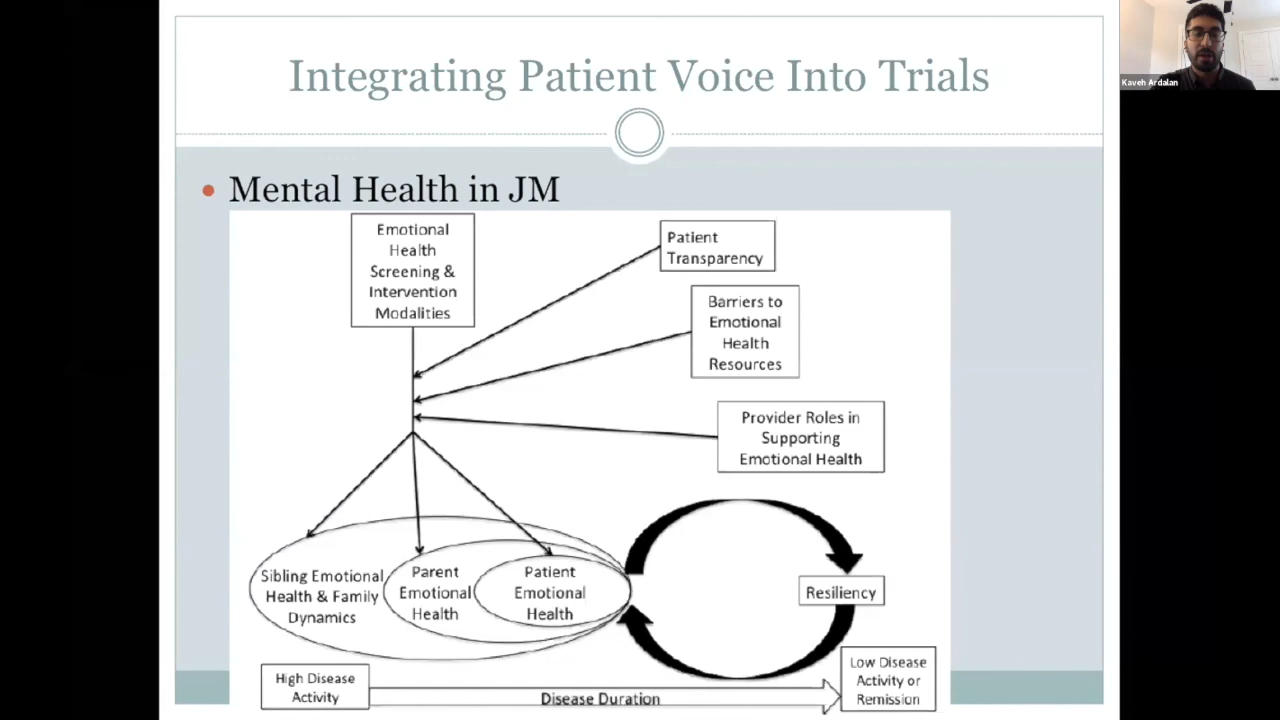 Integrating Patient Voice Into Trials
Kaveh Ardalan
Mental Health in JM
Emotional
Health
Screening &
Intervention
Modalities
Patient
Transparency
Barriers to
Emotional
Health
Resources
Provider Roles in
Supporting
Emotional Health
Sibling Emotional
Health & Family
Dynamics
Parent
Emotional
Health
Patient
Emotional
Health
Resiliency
High Disease
Activity
Disease Duration
Low Disease
Activity or
Remission